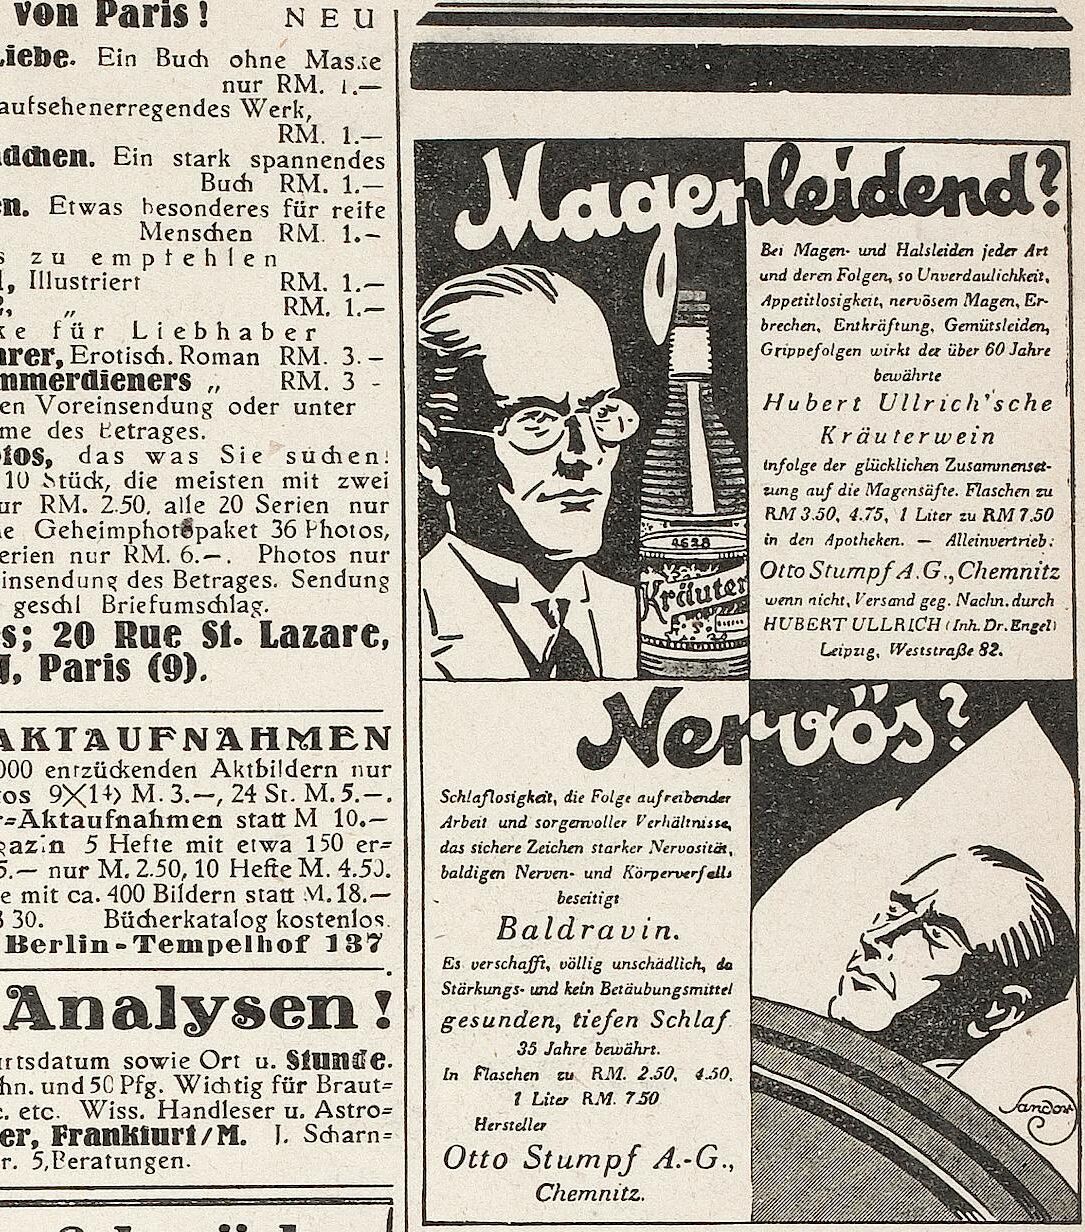 von Paris! NEU
Liebe. Ein Buch ohne Maske
nur RM. 1.—
aufsehenerregendes Werk,
RM. 1.—
ädchen. Ein stark spannendes
Buch RM. 1.—
en. Etwas besonderes für reife
Menschen RM. 1.—
s zu empfehlen
l, Illustriert RM. 1.—
„ RM. 1.—
ke für Liebhaber
hrer, Erotisch. Roman RM. 3.-
mmerdieners „ RM. 3 -
en Voreinsendung oder unter
me des Betrages.
otos, das was Sie suchen!
10 Stück, die meisten mit zwei
ur RM. 2.50, alle 20 Serien nur
ne Geheimphotopaket 36 Photos,
erien nur RM. 6.—. Photos nur
insendung des Betrages. Sendung
geschl Briefumschlag.
s; 20 Rue St. Lazare,
Paris (9).
AKTAUFNAHMEN
000 entzückenden Aktbildern nur
os 9X14) M. 3.—, 24 St. M. 5.—.
r=Aktaufnahmen statt M 10.—
gazin 5 Hefte mit etwa 150 er=
5.— nur M. 2.50, 10 Hefte M. 4.50.
e mit ca. 400 Bildern statt M. 18.—
30. Bücherkatalog kostenlos.
Berlin-Tempelhof 137
Analysen!
urtsdatum sowie Ort u. Stunde.
hn. und 50 Pfg. Wichtig für Braut=
c. etc. Wiss. Handleser u. Astro=
er, Frankfurt/M. J. Scharn=
r. 5, Beratungen.
Magenleidend?
Bei Magen- und Halsleiden jeder Art
und deren Folgen, so Unverdaulichkeit,
Appetitlosigkeit, nervösem Magen, Er-
brechen, Entkräftung, Gemütsleiden,
Grippefolgen wirkt der über 60 Jahre
bewährte
Hubert Ullrich'sche
Kräuterwein
infolge der glücklichen Zusammenset-
zung auf die Magensäfte. Flaschen zu
RM 3.50, 4.75, 1 Liter zu RM 7.50
in den Apotheken. — Alleinvertrieb:
Otto Stumpf A.G., Chemnitz
wenn nicht, Versand geg. Nachn. durch
HUBERT ULLRICH (Inh. Dr. Engel)
Leipzig, Weststraße 82.
4638
Kräuter
Nervös?
Schlaflosigkeit, die Folge aufreibender
Arbeit und sorgenvoller Verhältnisse,
das sichere Zeichen starker Nervosität,
baldigen Nerven- und Körperverfalls
beseitigt
Baldravin.
Es verschafft, völlig unschädlich, da
Stärkungs- und kein Betäubungsmittel
gesunden, tiefen Schlaf.
35 Jahre bewährt.
In Flaschen zu RM. 2.50, 4.50,
1 Liter RM. 7.50
Hersteller
Otto Stumpf A.-G.,
Chemnitz.
Sandor